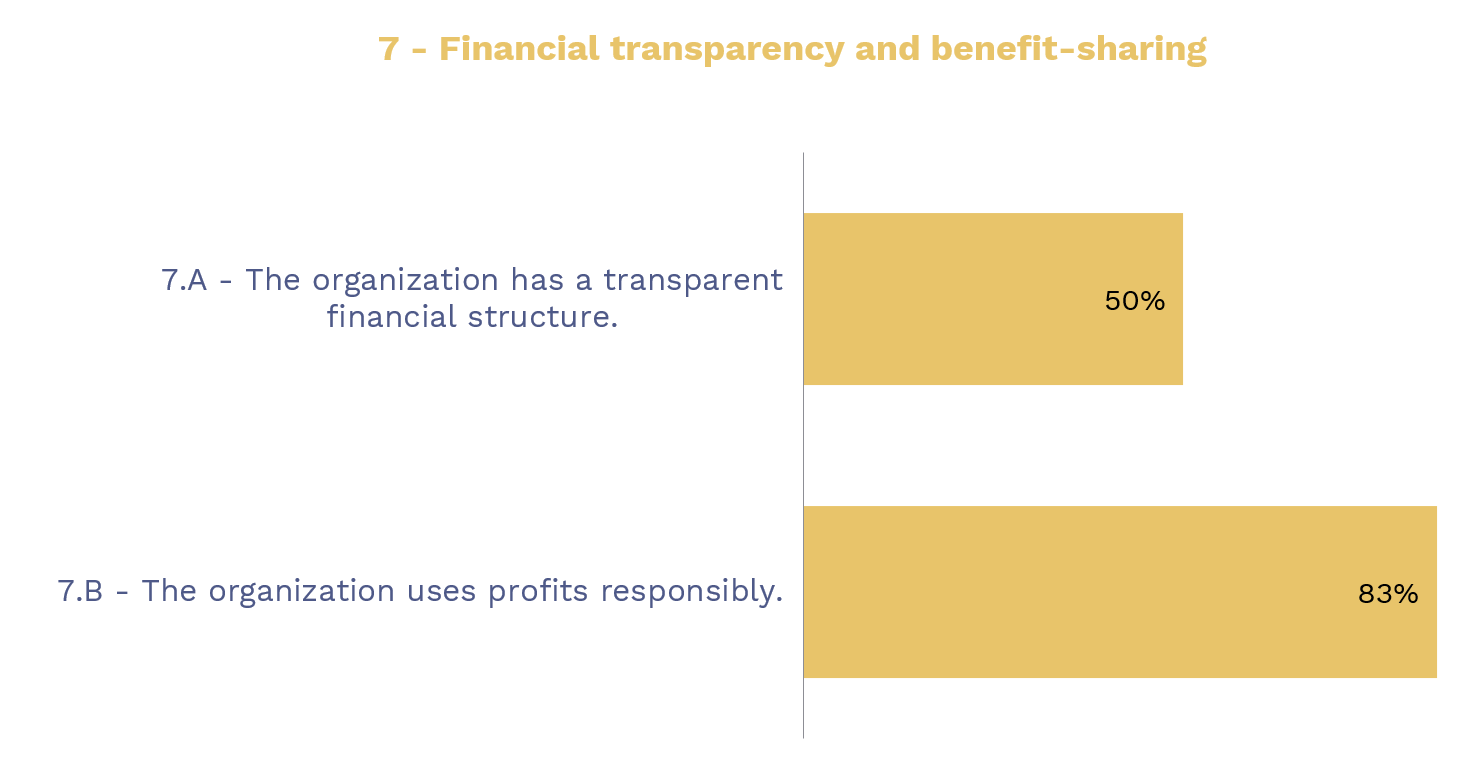 7 - Financial transparency and benefit-sharing
7.A - The organization has a transparent
financial structure.
50%
7.B - The organization uses profits responsibly.
83%